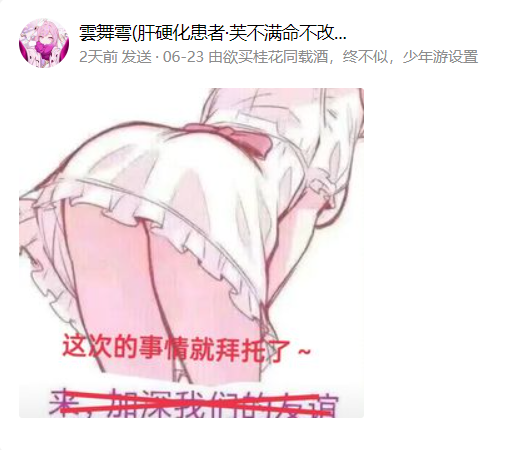 雲舞雩(肝硬化患者·芙不满命不改...
2天前 发送 · 06-23 由欲买桂花同载酒，终不似，少年游设置
这次的事情就拜托了~
来，加深我们的友谊